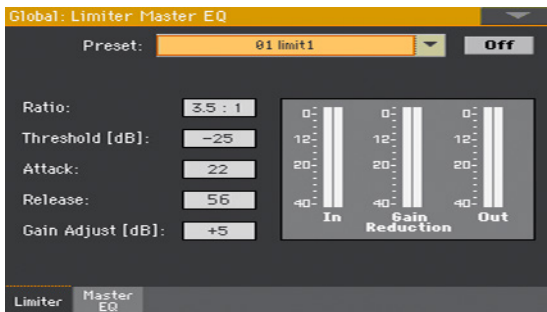 Global: Limiter Master EQ
Preset: 01 limit1 Off
Ratio: 3.5 : 1
Threshold [dB]: -25
Attack: 22
Release: 56
Gain Adjust [dB]: +5
0 0 0
12 12 12
20 20 20
40 40 40
In Gain Reduction Out
Limiter Master EQ